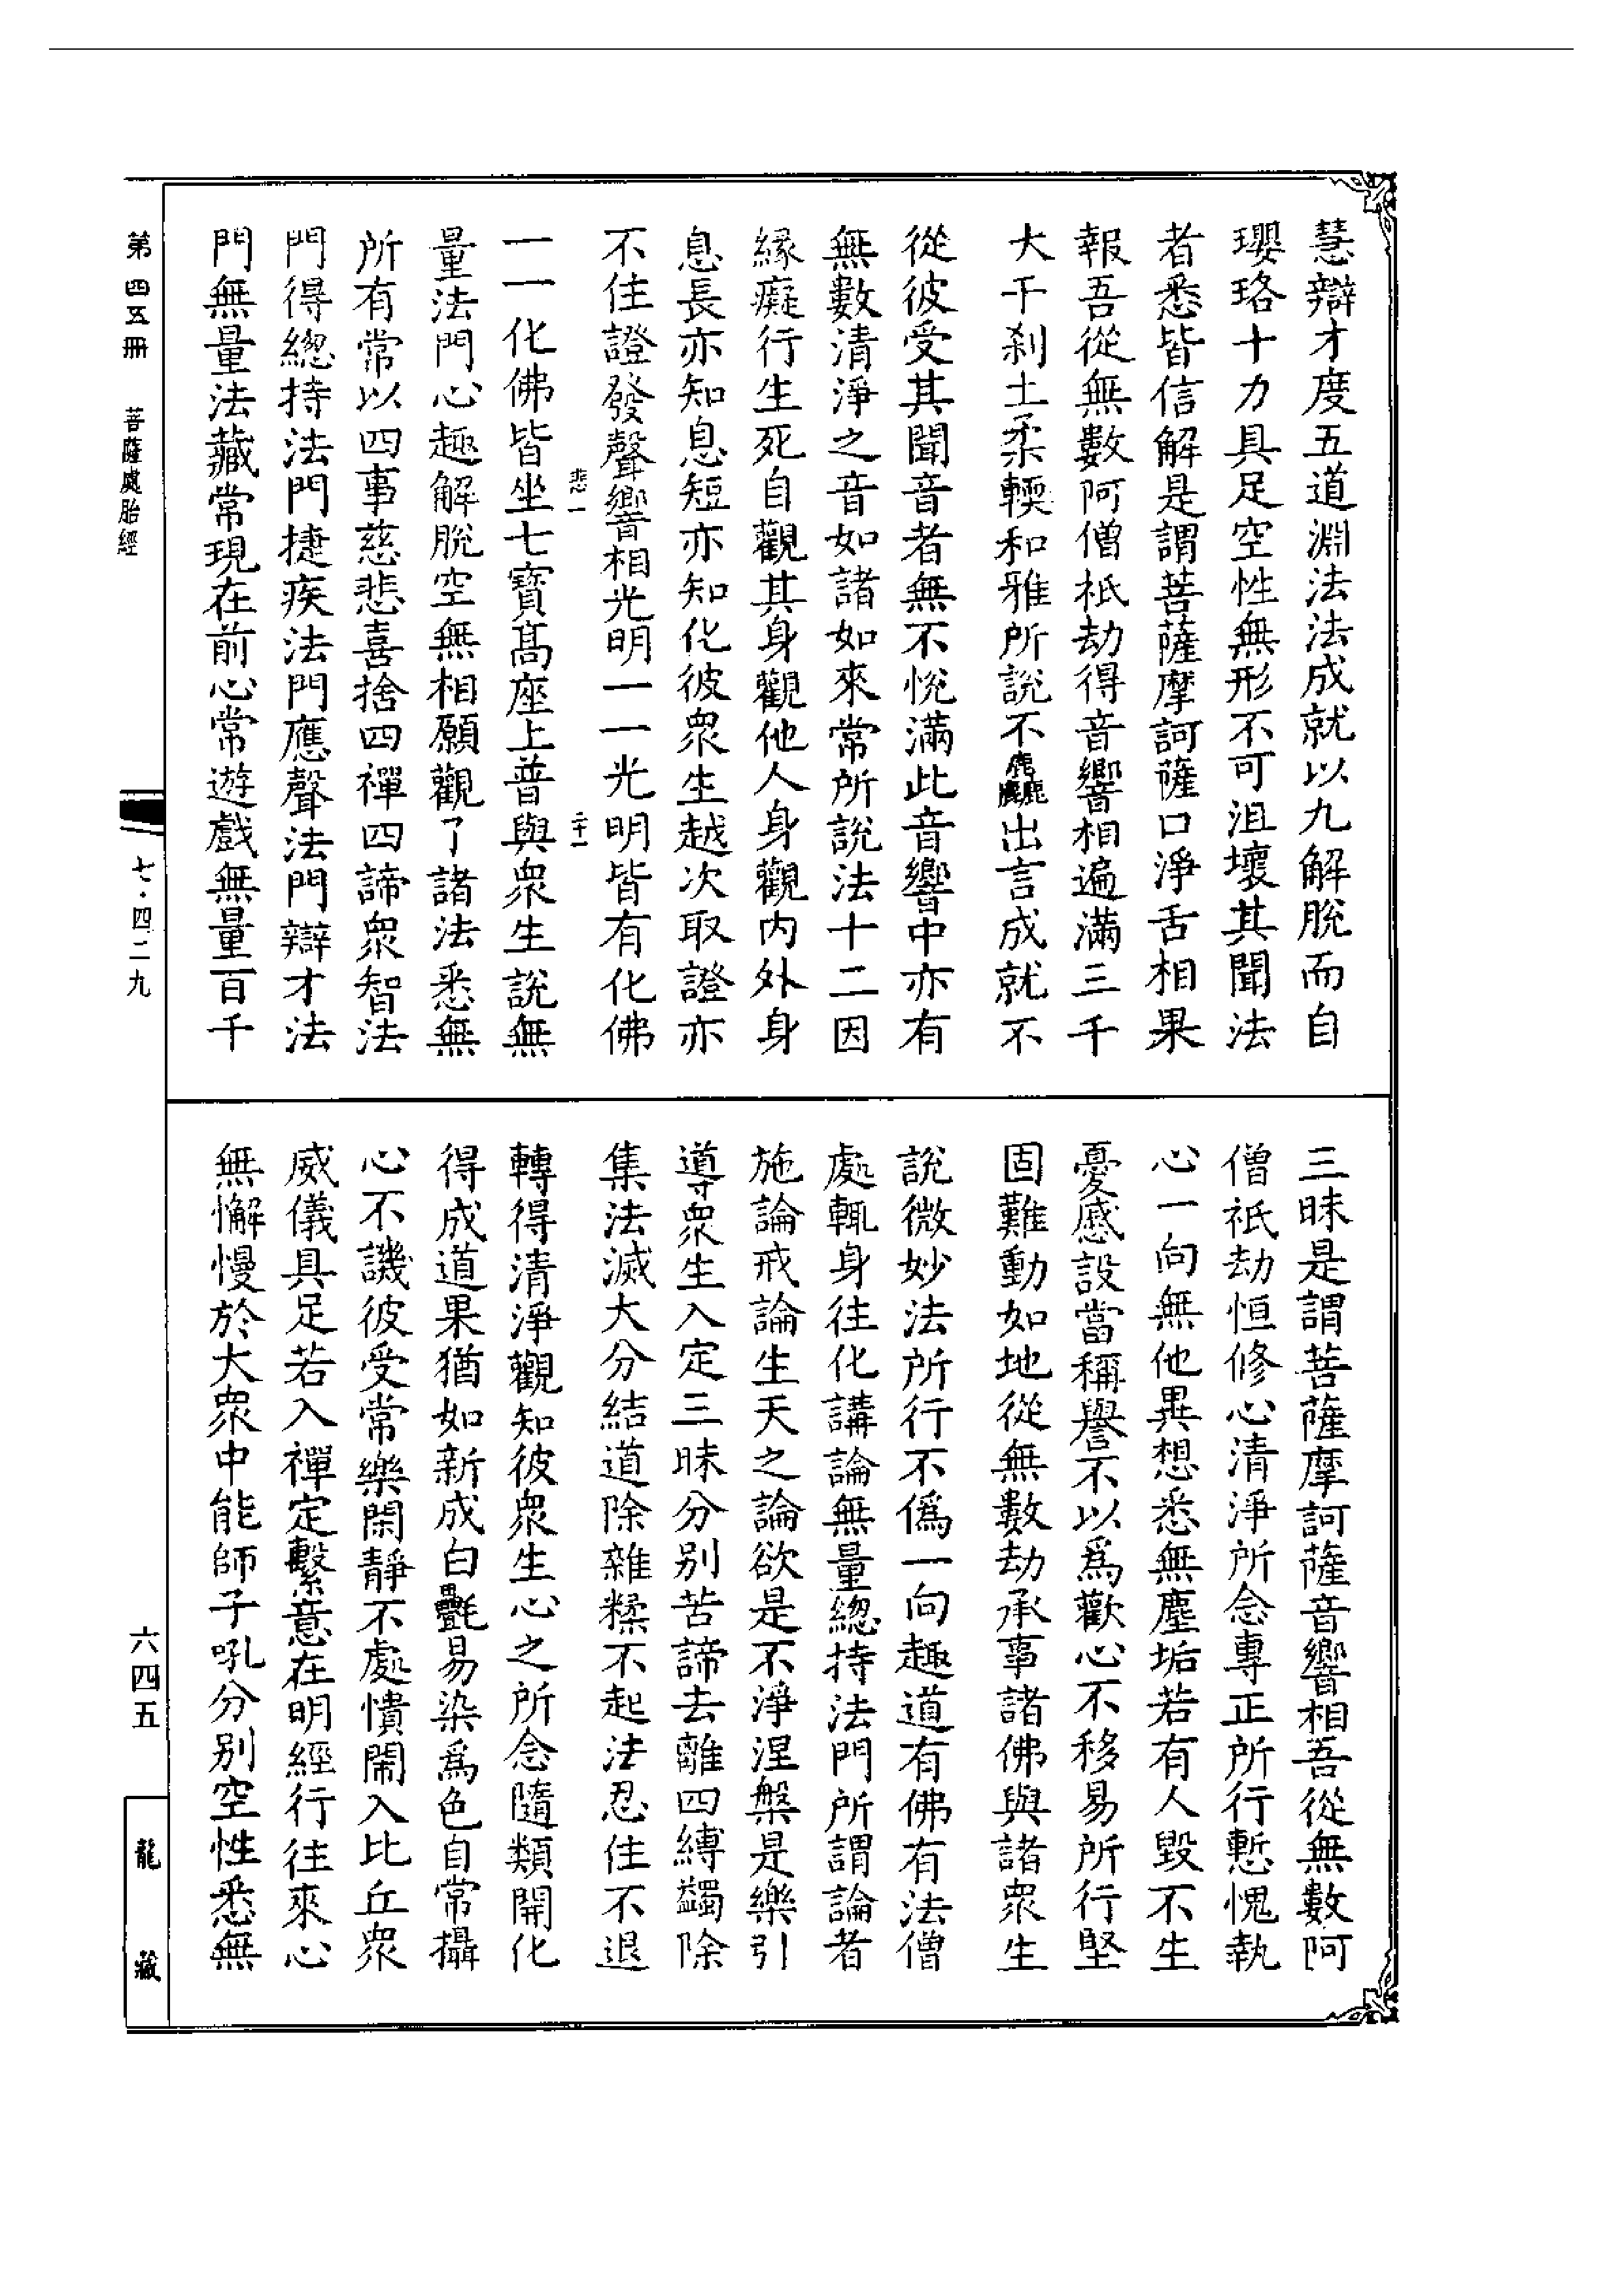 慧辯才度五道淵法法成就以九解脫而自
瓔珞十力具足空性無形不可沮壞其聞法
者悉皆信解是謂菩薩摩訶薩口淨舌相果
報吾從無數阿僧祇劫得音響相遍滿三千
大千剎土柔輭和雅所說不麤出言成就不
從彼受其聞音者無不悅滿此音響中亦有
無數清淨之音如諸如來常所說法十二因
緣癡行生死自觀其身觀他人身觀內外身
息長亦知息息短亦知化彼眾生越次取證亦
不住證發聲響相光明一一光明皆有化佛
悲一
二十一
一一化佛皆坐七寶高座上普與眾生說無
量法門心趣解脫空無相願觀了諸法悉無
所有常以四事慈悲喜捨四禪四諦眾智法
門得總持法門捷疾法門應聲法門辯才法
門無量法藏常現在前心常遊戲無量百千
三昧是謂菩薩摩訶薩音響相吾從無數阿
僧祇劫恒修心清淨所念專正所行慙愧執
心一向無他異想悉無塵垢若有人毀不生
憂慼設當稱譽不以為歡心不移易所行堅
固難動如地從無數劫承事諸佛與諸眾生
說微妙法所行不偽一向趣道有佛有法僧
處輒身往化講論無量總持法門所謂論者
施論戒論生天之論欲是不淨涅槃是樂引
導眾生入定三昧分別苦諦去離四縛蠲除
集法滅大分結道除雜糅不起法忍住不退
轉得清淨觀知彼眾生心之所念隨類開化
得成道果猶如新成白氎易染為色自常攝
心不譏彼受常樂閑靜不處憒閙入比丘眾
威儀具足若入禪定繫意在明經行往來心
無懈慢於大眾中能師子吼分別空性悉無
第四五冊 菩薩處胎經
七·四二九
六四五
龍藏